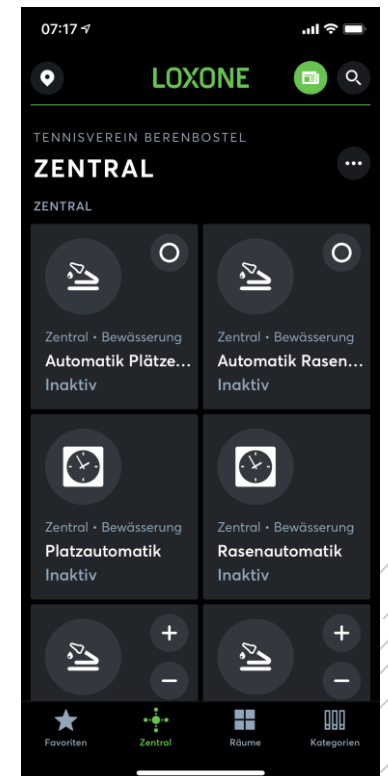 07:17
LOXONE
TENNISVEREIN BERENBOSTEL
ZENTRAL
ZENTRAL
Zentral • Bewässerung
Automatik Plätze...
Inaktiv
Zentral • Bewässerung
Automatik Rasen...
Inaktiv
Zentral • Bewässerung
Platzautomatik
Inaktiv
Zentral • Bewässerung
Rasenautomatik
Inaktiv
Favoriten
Zentral
Räume
Kategorien